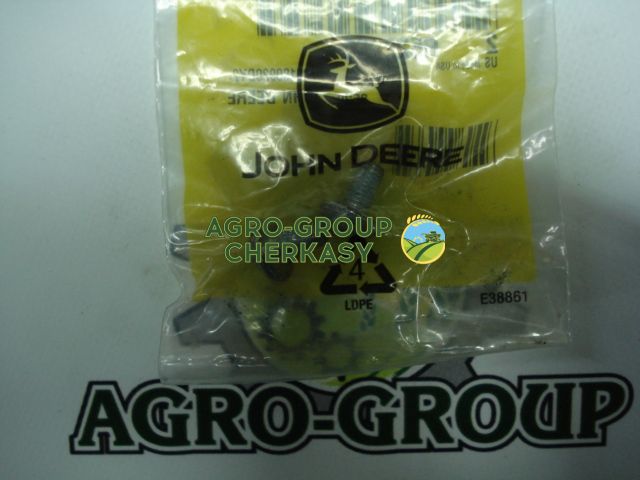 JOHN DEERE
AGRO-GROUP
CHERKASY
4
LDPE
E38861
AGRO-GROUP